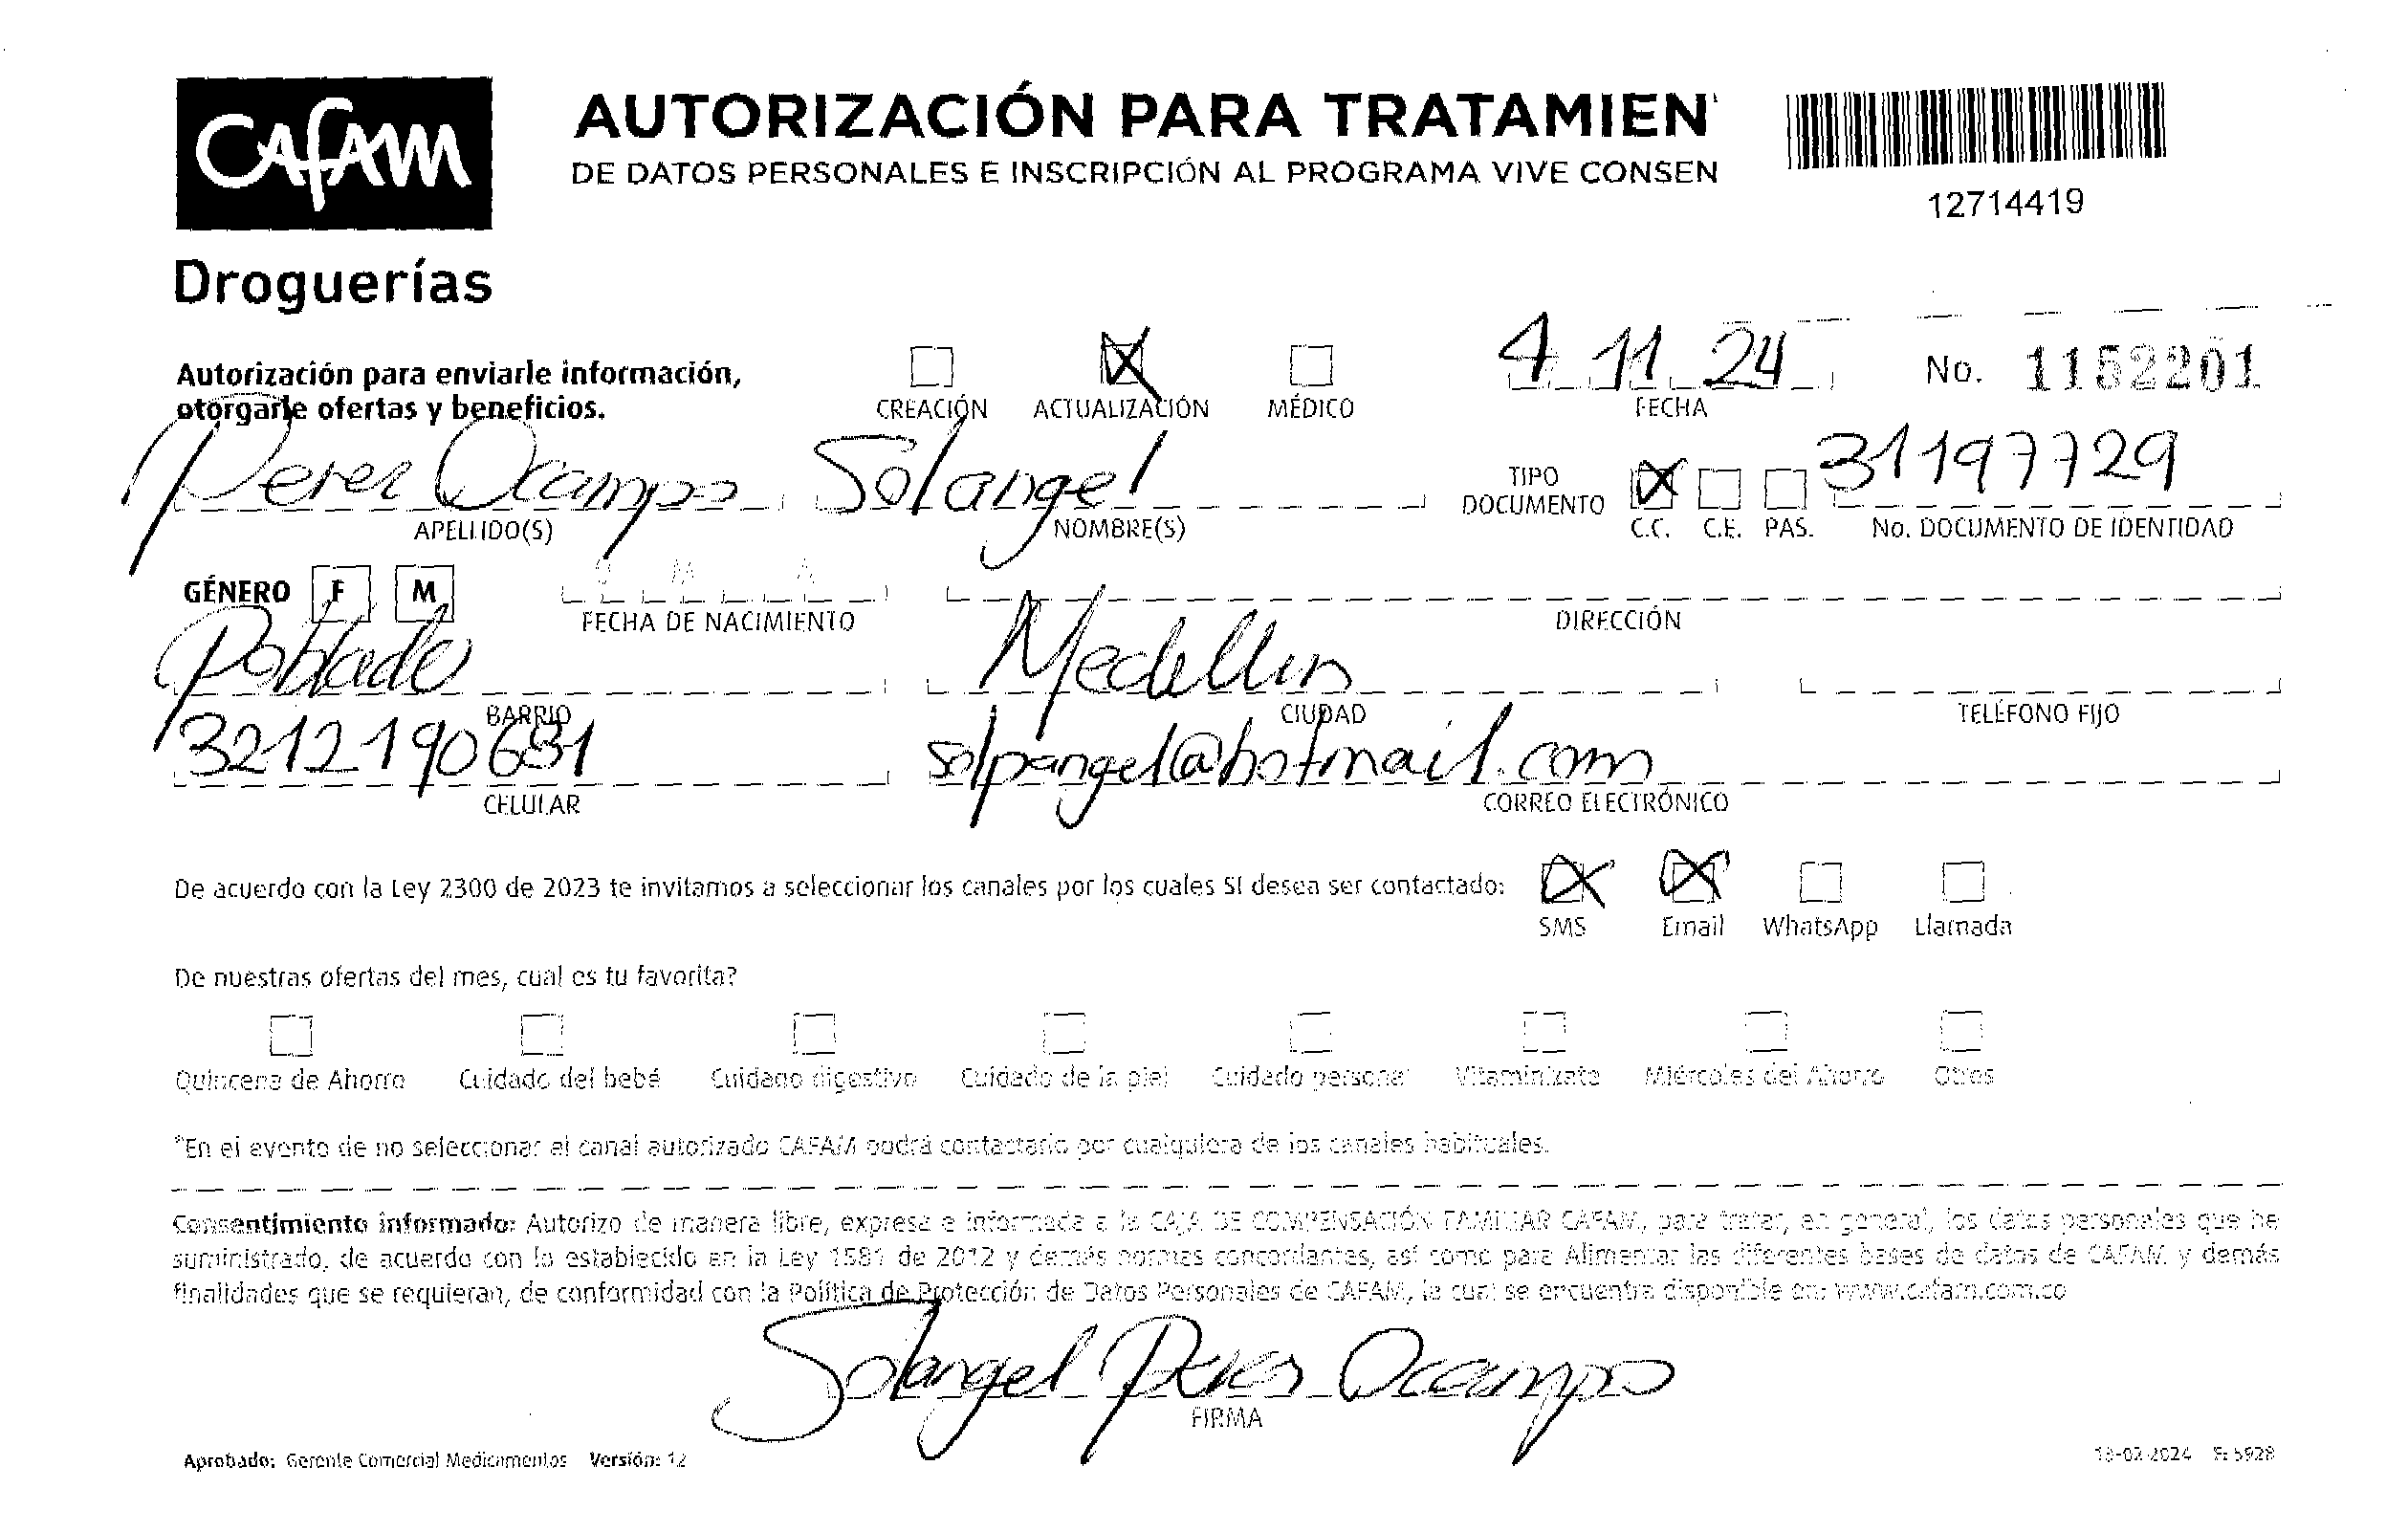 CAFAM
Droguerías
AUTORIZACIÓN PARA TRATAMIEN
DE DATOS PERSONALES E INSCRIPCIÓN AL PROGRAMA VIVE CONSEN
12714419
Autorización para enviarle información,
otorgarle ofertas y beneficios.
CREACIÓN ACTUALIZACIÓN MÉDICO
4 11 24
FECHA
No. 1152201
Perez Ocampo Solangel
APELLIDO(S) NOMBRE(S)
TIPO
DOCUMENTO
C.C. C.E. PAS.
31197729
No. DOCUMENTO DE IDENTIDAD
GÉNERO F M
D M A
FECHA DE NACIMIENTO
DIRECCIÓN
Poblado Medellin
BARRIO CIUDAD TELÉFONO FIJO
3212190631 solpangel@hotmail.com
CELULAR CORREO ELECTRÓNICO
De acuerdo con la Ley 2300 de 2023 te invitamos a seleccionar los canales por los cuales SI desea ser contactado:
SMS Email WhatsApp Llamada
De nuestras ofertas del mes, cual es tu favorita?
Quincena de Ahorro Cuidado del bebé Cuidado digestivo Cuidado de la piel Cuidado personal Vitamínizate Miércoles del Ahorro Otros
*En el evento de no seleccionar el canal autorizado CAFAM podrá contactarlo por cualquiera de los canales habituales.
Consentimiento informado: Autorizo de manera libre, expresa e informada a la CAJA DE COMPENSACIÓN FAMILIAR CAFAM, para tratar, en general, los datos personales que he
suministrado, de acuerdo con lo establecido en la Ley 1581 de 2012 y demás normas concordantes, así como para Alimentar las diferentes bases de datos de CAFAM y demás
finalidades que se requieran, de conformidad con la Política de Protección de Datos Personales de CAFAM, la cual se encuentra disponible en: www.cafam.com.co
Solangel Perez Ocampo
FIRMA
Aprobado: Gerente Comercial Medicamentos Versión: 12
18-02-2024 F: 5928